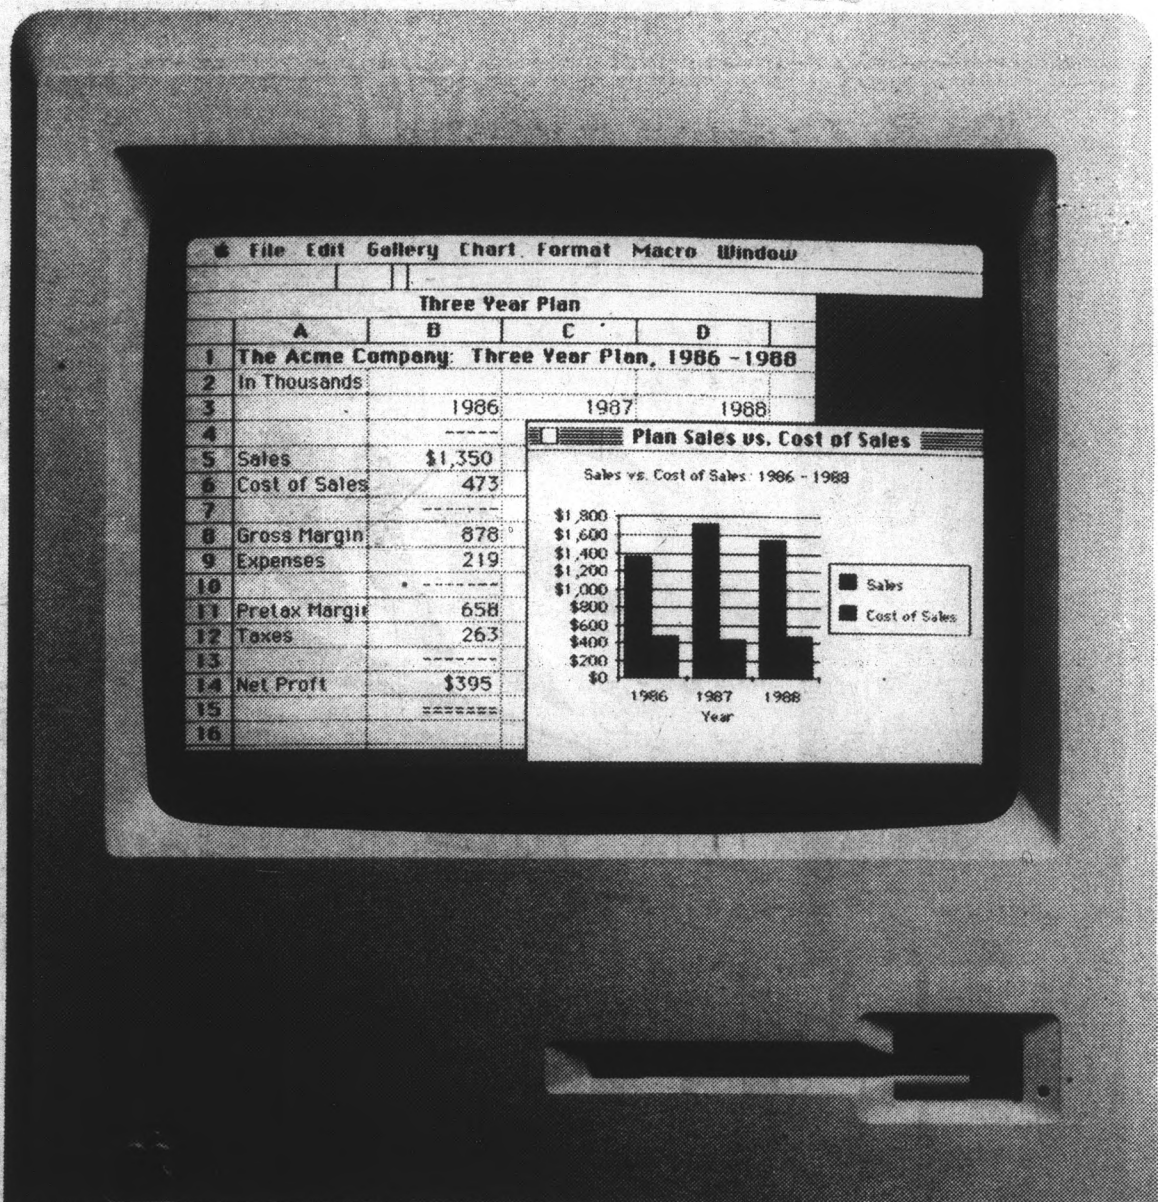 File Edit Gallery Chart Format Macro Window
Three Year Plan
A B C D
1 The Acme Company: Three Year Plan, 1986 - 1988
2 In Thousands
3 1986 1987 1988
4 -----
5 Sales $1,350
6 Cost of Sales 473
7 -------
8 Gross Margin 878
9 Expenses 219
10 -------
11 Pretax Margi 658
12 Taxes 263
13 -------
14 Net Proft $395
15 =======
16
Plan Sales vs. Cost of Sales
Sales vs. Cost of Sales: 1986 - 1988
$1,800
$1,600
$1,400
$1,200
$1,000
$800
$600
$400
$200
$0
1986 1987 1988
Year
Sales
Cost of Sales